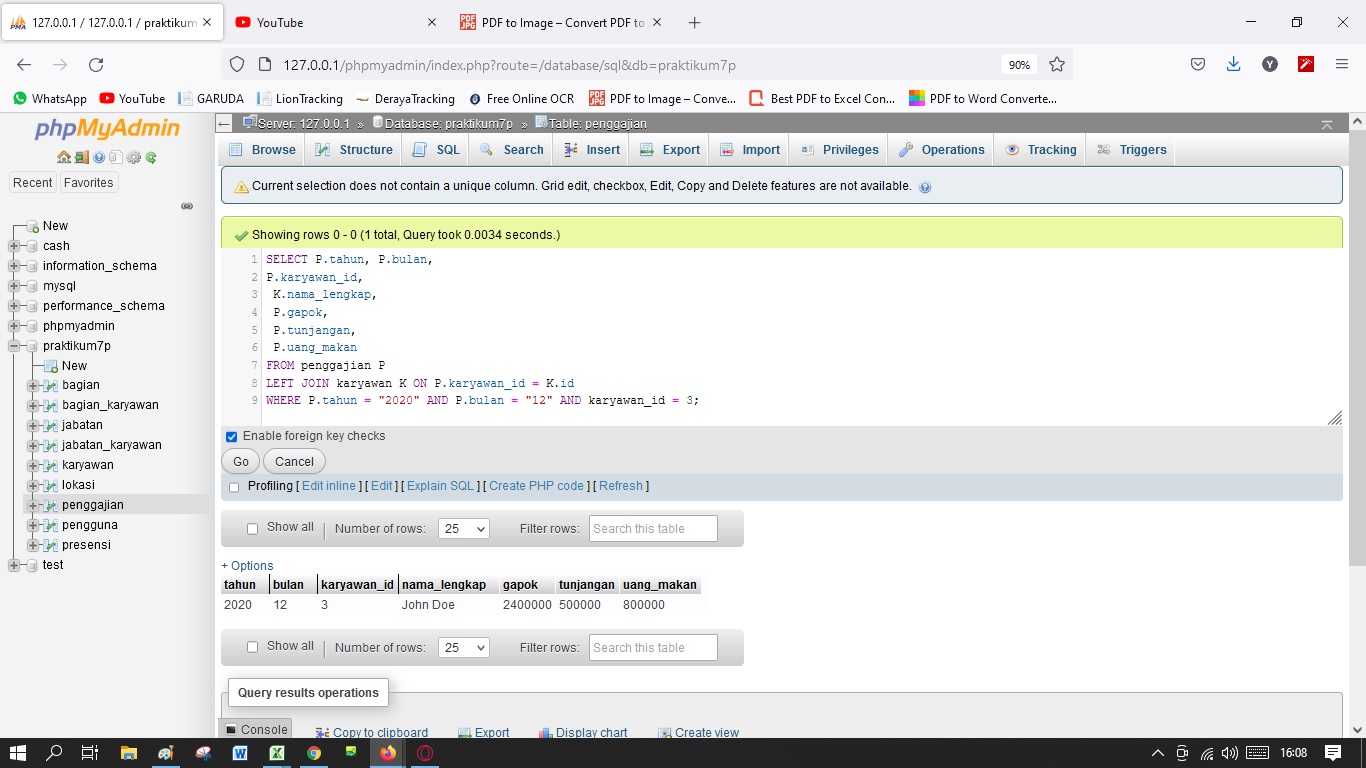 127.0.0.1 / 127.0.0.1 / praktikum
YouTube
PDF to Image – Convert PDF to
127.0.0.1/phpmyadmin/index.php?route=/database/sql&db=praktikum7p
90%
Y
WhatsApp YouTube GARUDA LionTracking DerayaTracking Free Online OCR PDF to Image – Conve... Best PDF to Excel Con... PDF to Word Converte...
phpMyAdmin
Recent Favorites
New
cash
information_schema
mysql
performance_schema
phpmyadmin
praktikum7p
New
bagian
bagian_karyawan
jabatan
jabatan_karyawan
karyawan
lokasi
penggajian
pengguna
presensi
test
Server: 127.0.0.1 » Database: praktikum7p » Table: penggajian
Browse Structure SQL Search Insert Export Import Privileges Operations Tracking Triggers
Current selection does not contain a unique column. Grid edit, checkbox, Edit, Copy and Delete features are not available.
Showing rows 0 - 0 (1 total, Query took 0.0034 seconds.)
1 SELECT P.tahun, P.bulan,
2 P.karyawan_id,
3 K.nama_lengkap,
4 P.gapok,
5 P.tunjangan,
6 P.uang_makan
7 FROM penggajian P
8 LEFT JOIN karyawan K ON P.karyawan_id = K.id
9 WHERE P.tahun = "2020" AND P.bulan = "12" AND karyawan_id = 3;
Enable foreign key checks
Go Cancel
Profiling [ Edit inline ] [ Edit ] [ Explain SQL ] [ Create PHP code ] [ Refresh ]
Show all | Number of rows: 25 Filter rows: Search this table
+ Options
tahun bulan karyawan_id nama_lengkap gapok tunjangan uang_makan
2020 12 3 John Doe 2400000 500000 800000
Show all | Number of rows: 25 Filter rows: Search this table
Query results operations
Console
Copy to clipboard Export Display chart Create view
16:08